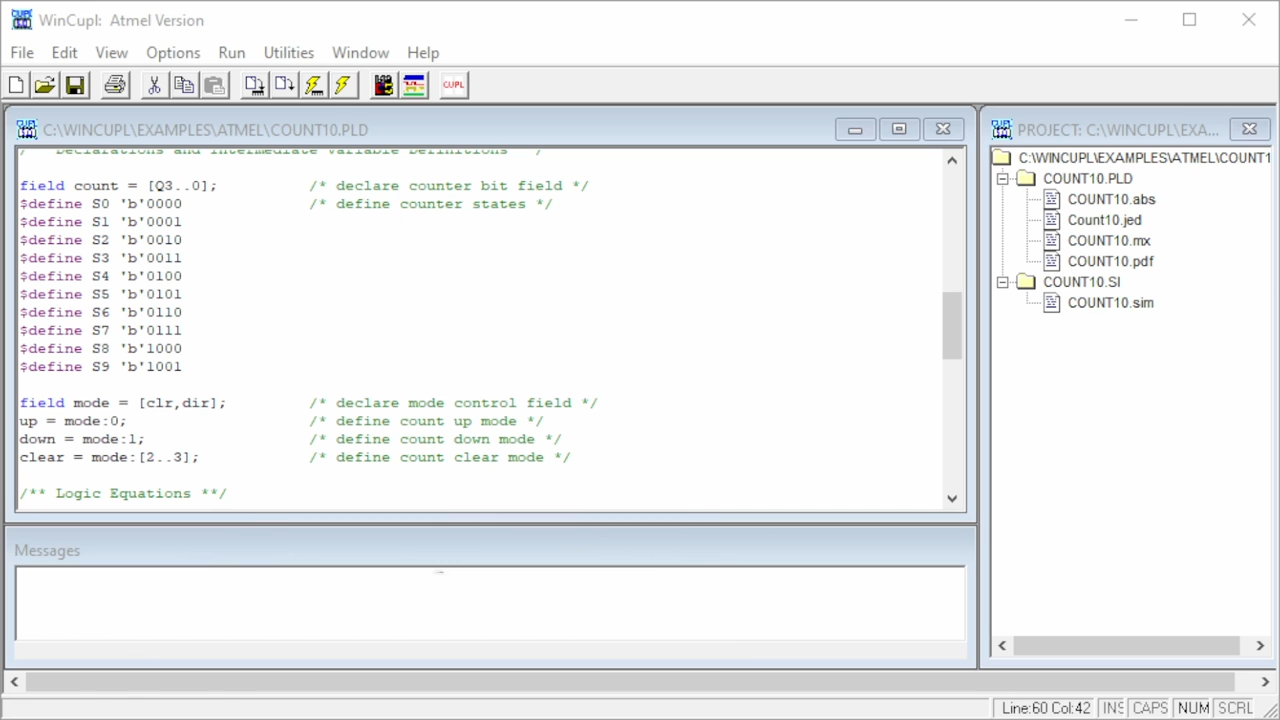 WinCupl: Atmel Version
File Edit View Options Run Utilities Window Help
CUPL
C:\WINCUPL\EXAMPLES\ATMEL\COUNT10.PLD
/** Declarations and Intermediate Variable Definitions **/
field count = [Q3..0]; /* declare counter bit field */
$define S0 'b'0000 /* define counter states */
$define S1 'b'0001
$define S2 'b'0010
$define S3 'b'0011
$define S4 'b'0100
$define S5 'b'0101
$define S6 'b'0110
$define S7 'b'0111
$define S8 'b'1000
$define S9 'b'1001
field mode = [clr,dir]; /* declare mode control field */
up = mode:0; /* define count up mode */
down = mode:1; /* define count down mode */
clear = mode:[2..3]; /* define count clear mode */
/** Logic Equations **/
Messages
PROJECT: C:\WINCUPL\EXA...
C:\WINCUPL\EXAMPLES\ATMEL\COUNT1
COUNT10.PLD
COUNT10.abs
Count10.jed
COUNT10.mx
COUNT10.pdf
COUNT10.SI
COUNT10.sim
Line:60 Col:42 INS CAPS NUM SCRL